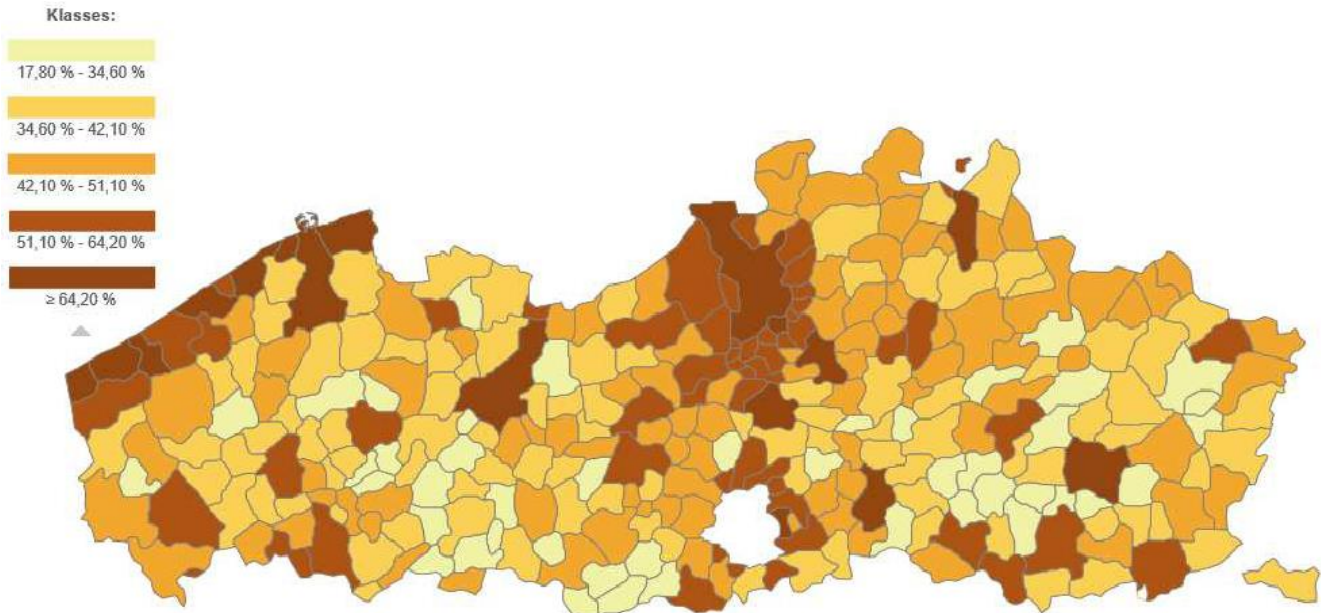 Klasses:
17,80 % - 34,60 %
34,60 % - 42,10 %
42,10 % - 51,10 %
51,10 % - 64,20 %
≥ 64,20 %